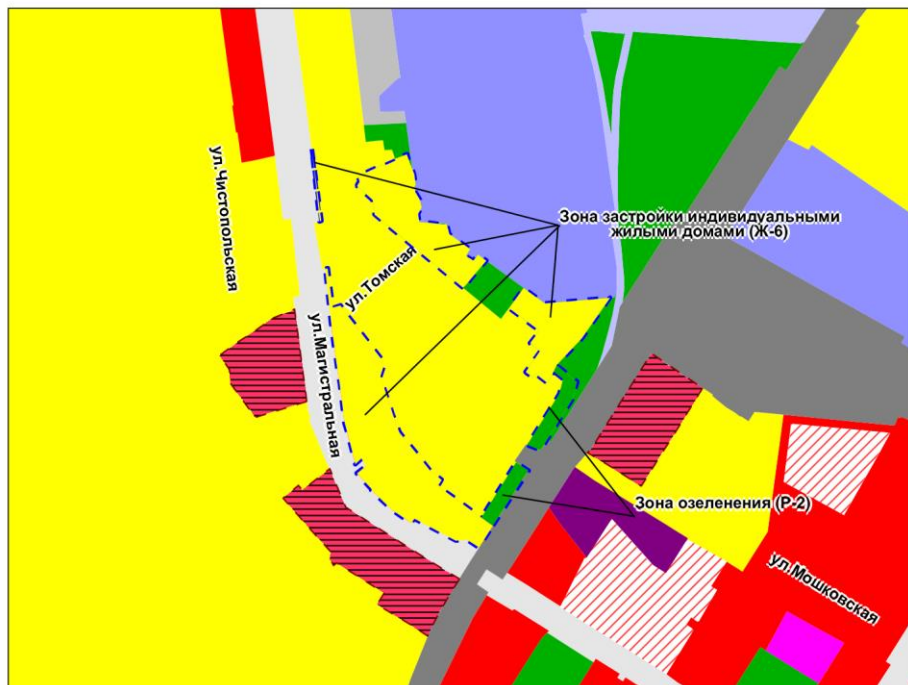 ул.Чистопольская
Зона застройки индивидуальными
жилыми домами (Ж-6)
ул.Томская
ул.Магистральная
Зона озеленения (Р-2)
ул.Мошковская